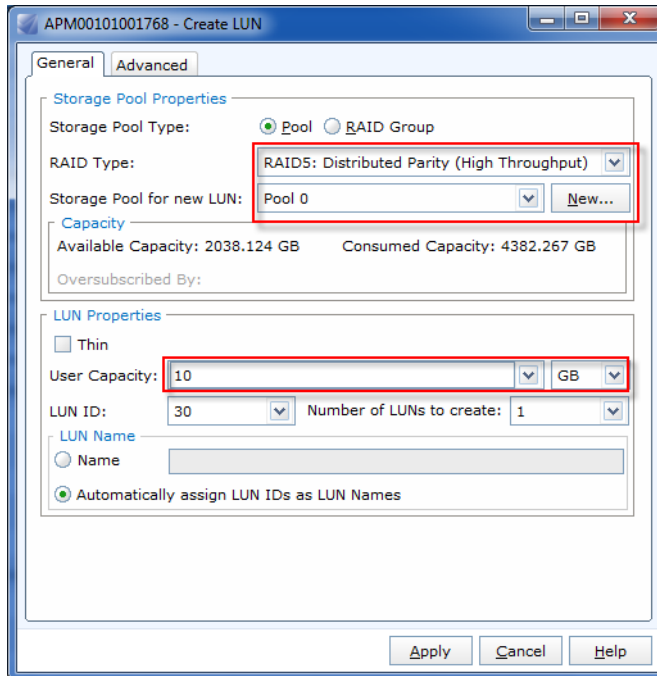 APM00101001768 - Create LUN
General Advanced
Storage Pool Properties
Storage Pool Type: Pool RAID Group
RAID Type: RAID5: Distributed Parity (High Throughput)
Storage Pool for new LUN: Pool 0 New...
Capacity
Available Capacity: 2038.124 GB Consumed Capacity: 4382.267 GB
Oversubscribed By:
LUN Properties
Thin
User Capacity: 10 GB
LUN ID: 30 Number of LUNs to create: 1
LUN Name
Name
Automatically assign LUN IDs as LUN Names
Apply Cancel Help